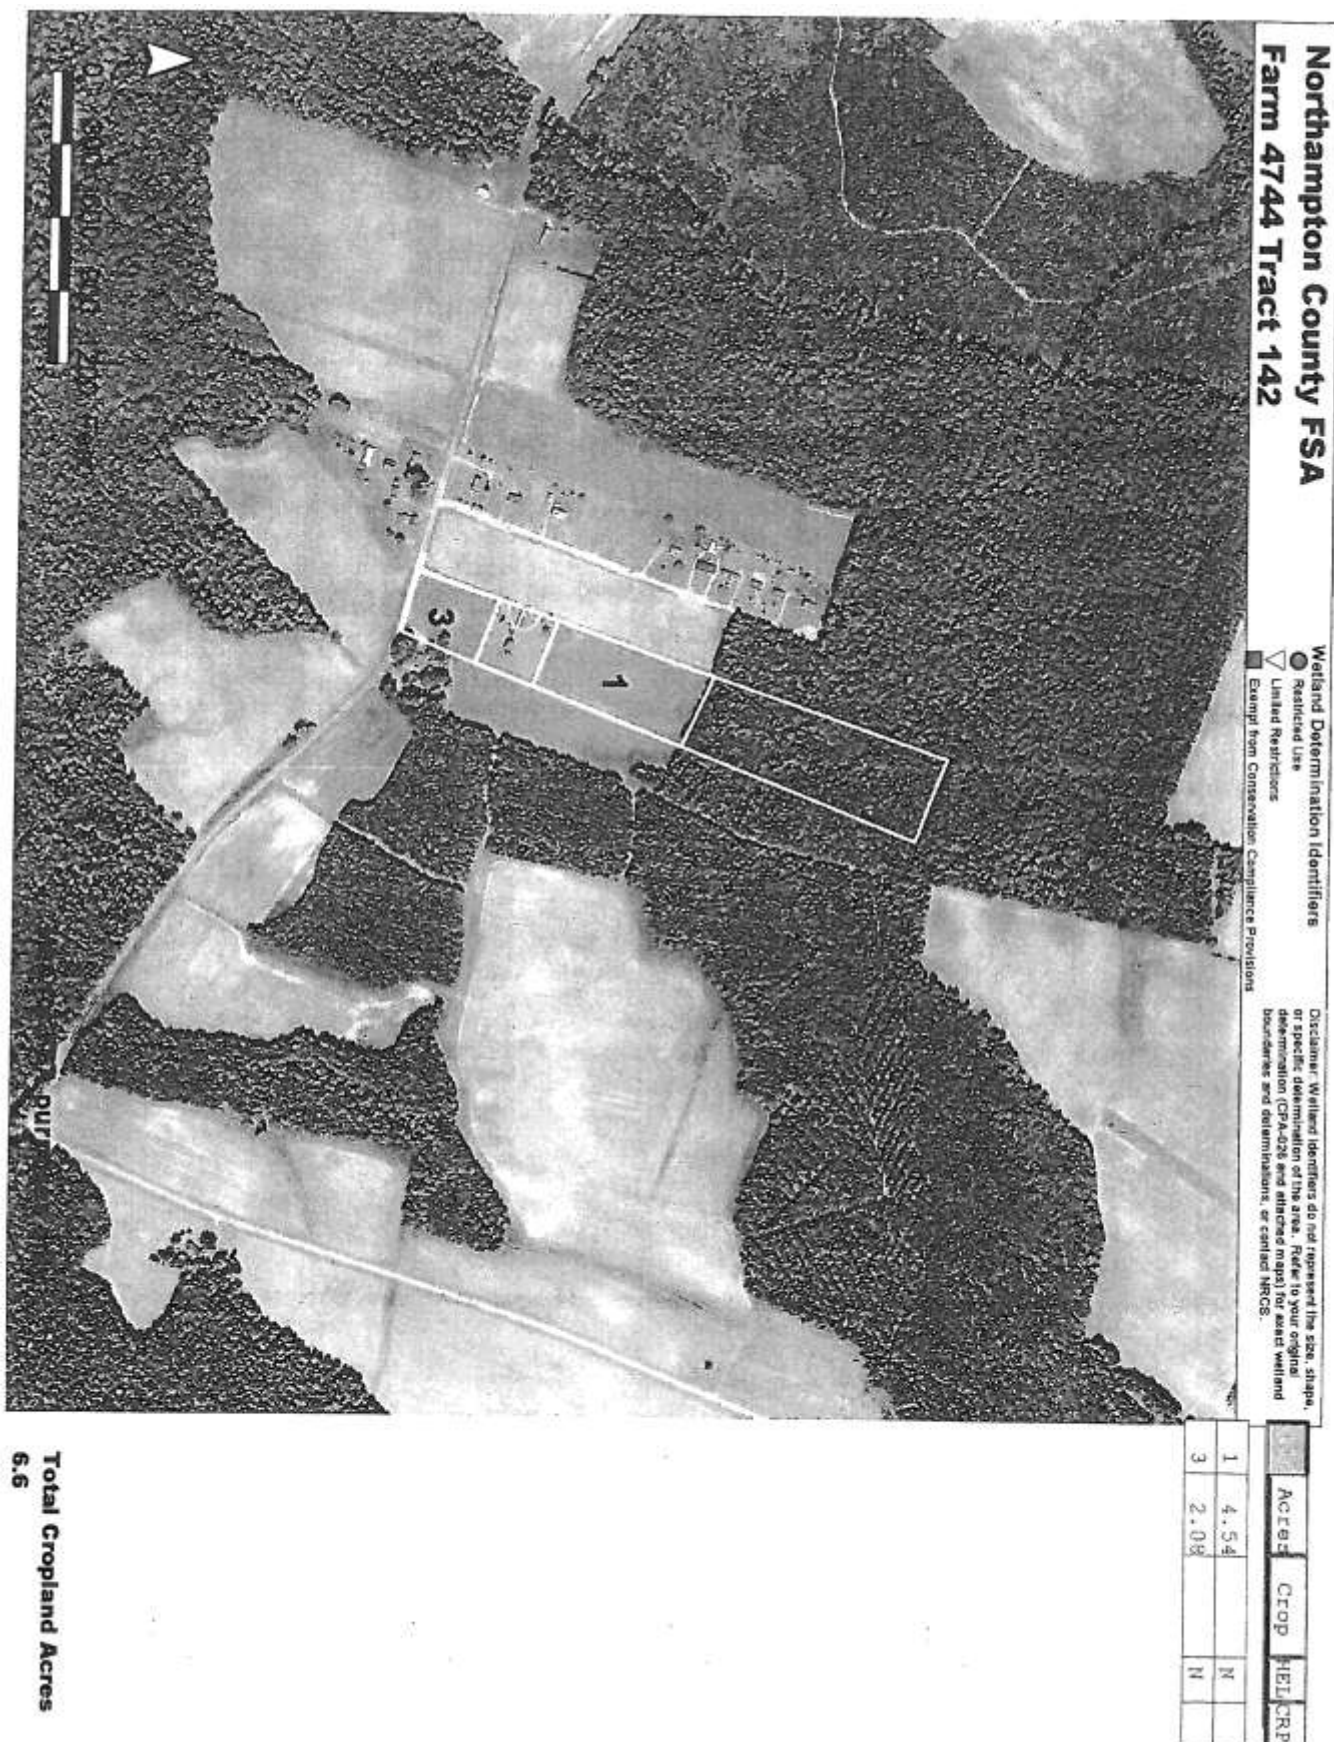 Northampton County FSA
Farm 4744 Tract 142
Wetland Determination Identifiers
Restricted Use
Limited Restrictions
Exempt from Conservation Compliance Provisions
Disclaimer: Wetland identifiers do not represent the size, shape,
or specific determination of the area. Refer to your original
determination (CPA-026 and attached maps) for exact wetland
boundaries and determinations, or contact NRCS.
Acres Crop HEL CRP
1 4.54 N
3 2.08 N
1
3
Total Cropland Acres
6.6